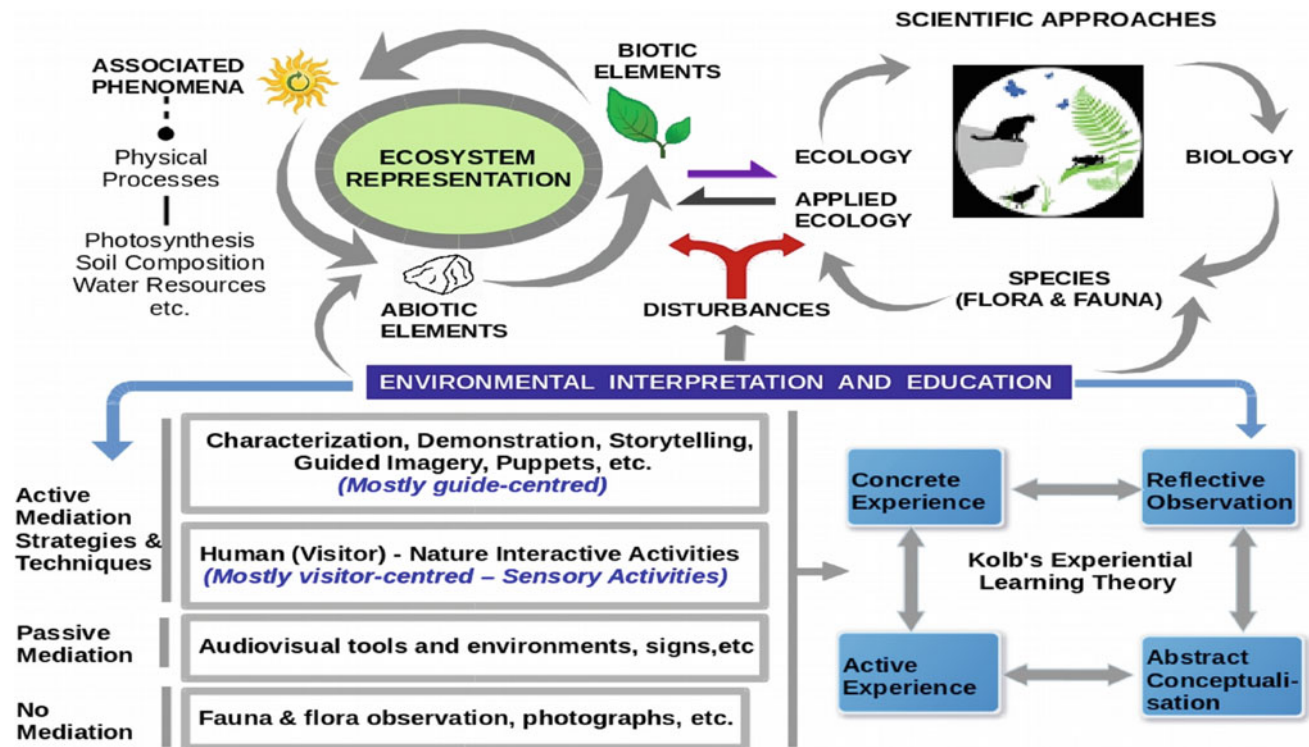 SCIENTIFIC APPROACHES
ASSOCIATED
PHENOMENA
Physical
Processes
Photosynthesis
Soil Composition
Water Resources
etc.
BIOTIC
ELEMENTS
ECOSYSTEM
REPRESENTATION
ABIOTIC
ELEMENTS
ECOLOGY
APPLIED
ECOLOGY
BIOLOGY
SPECIES
(FLORA & FAUNA)
DISTURBANCES
ENVIRONMENTAL INTERPRETATION AND EDUCATION
Active
Mediation
Strategies &
Techniques
Characterization, Demonstration, Storytelling,
Guided Imagery, Puppets, etc.
(Mostly guide-centred)
Human (Visitor) - Nature Interactive Activities
(Mostly visitor-centred – Sensory Activities)
Passive
Mediation
Audiovisual tools and environments, signs,etc
No
Mediation
Fauna & flora observation, photographs, etc.
Concrete
Experience
Reflective
Observation
Kolb's Experiential
Learning Theory
Active
Experience
Abstract
Conceptuali-
sation